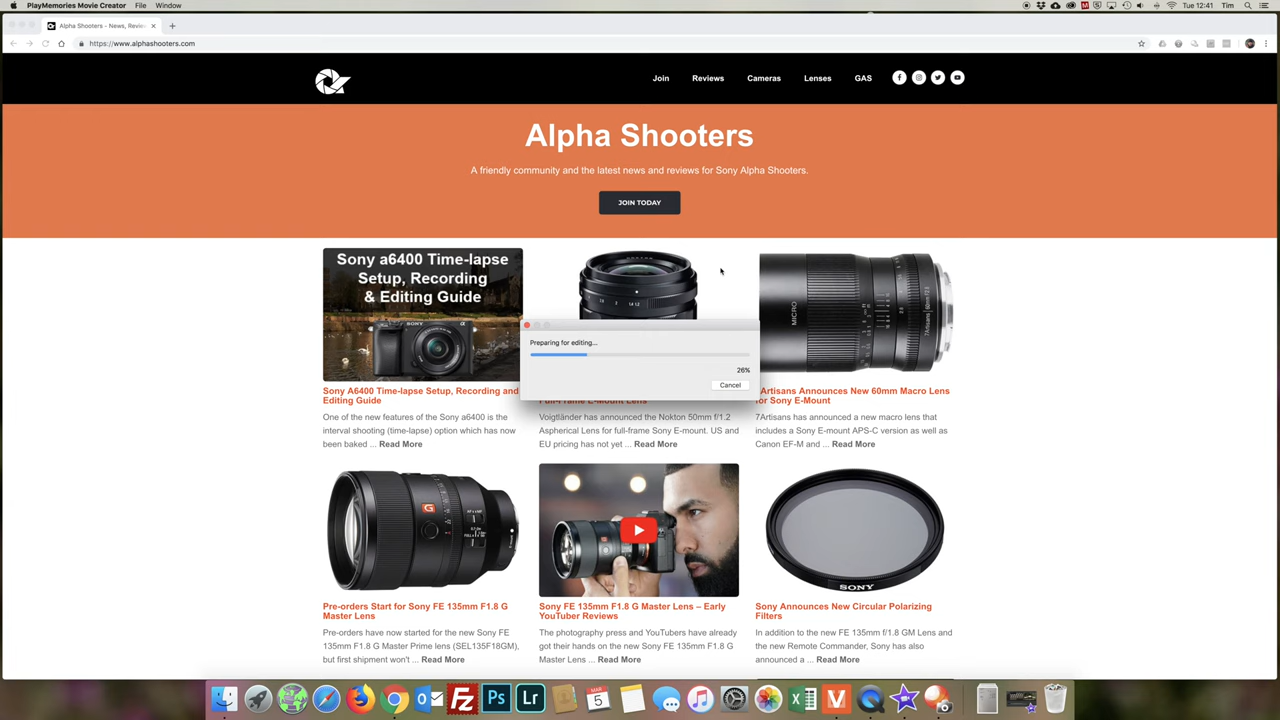 PlayMemories Movie Creator File Window
Tue 12:41 Tim
Alpha Shooters - News, Review
https://www.alphashooters.com
Join Reviews Cameras Lenses GAS
Alpha Shooters
A friendly community and the latest news and reviews for Sony Alpha Shooters.
JOIN TODAY
Sony a6400 Time-lapse
Setup, Recording
& Editing Guide
SONY
MICRO
Preparing for editing...
26%
Cancel
Sony A6400 Time-lapse Setup, Recording and
Editing Guide
One of the new features of the Sony a6400 is the
interval shooting (time-lapse) option which has now
been baked ... Read More
Full-Frame E-Mount Lens
Voigtländer has announced the Nokton 50mm f/1.2
Aspherical Lens for full-frame Sony E-mount. US and
EU pricing has not yet ... Read More
Artisans Announces New 60mm Macro Lens
for Sony E-Mount
7Artisans has announced a new macro lens that
includes a Sony E-mount APS-C version as well as
Canon EF-M and ... Read More
G
SONY
Pre-orders Start for Sony FE 135mm F1.8 G
Master Lens
Pre-orders have now started for the new Sony FE
135mm F1.8 G Master Prime lens (SEL135F18GM),
but first shipment won't ... Read More
Sony FE 135mm F1.8 G Master Lens – Early
YouTube Reviews
The photography press and YouTubers have already
got their hands on the new Sony FE 135mm F1.8 G
Master Lens ... Read More
Sony Announces New Circular Polarizing
Filters
In addition to the new FE 135mm f/1.8 GM Lens and
the new Remote Commander, Sony has also
announced a ... Read More
Fz Ps Lr
MAR
5